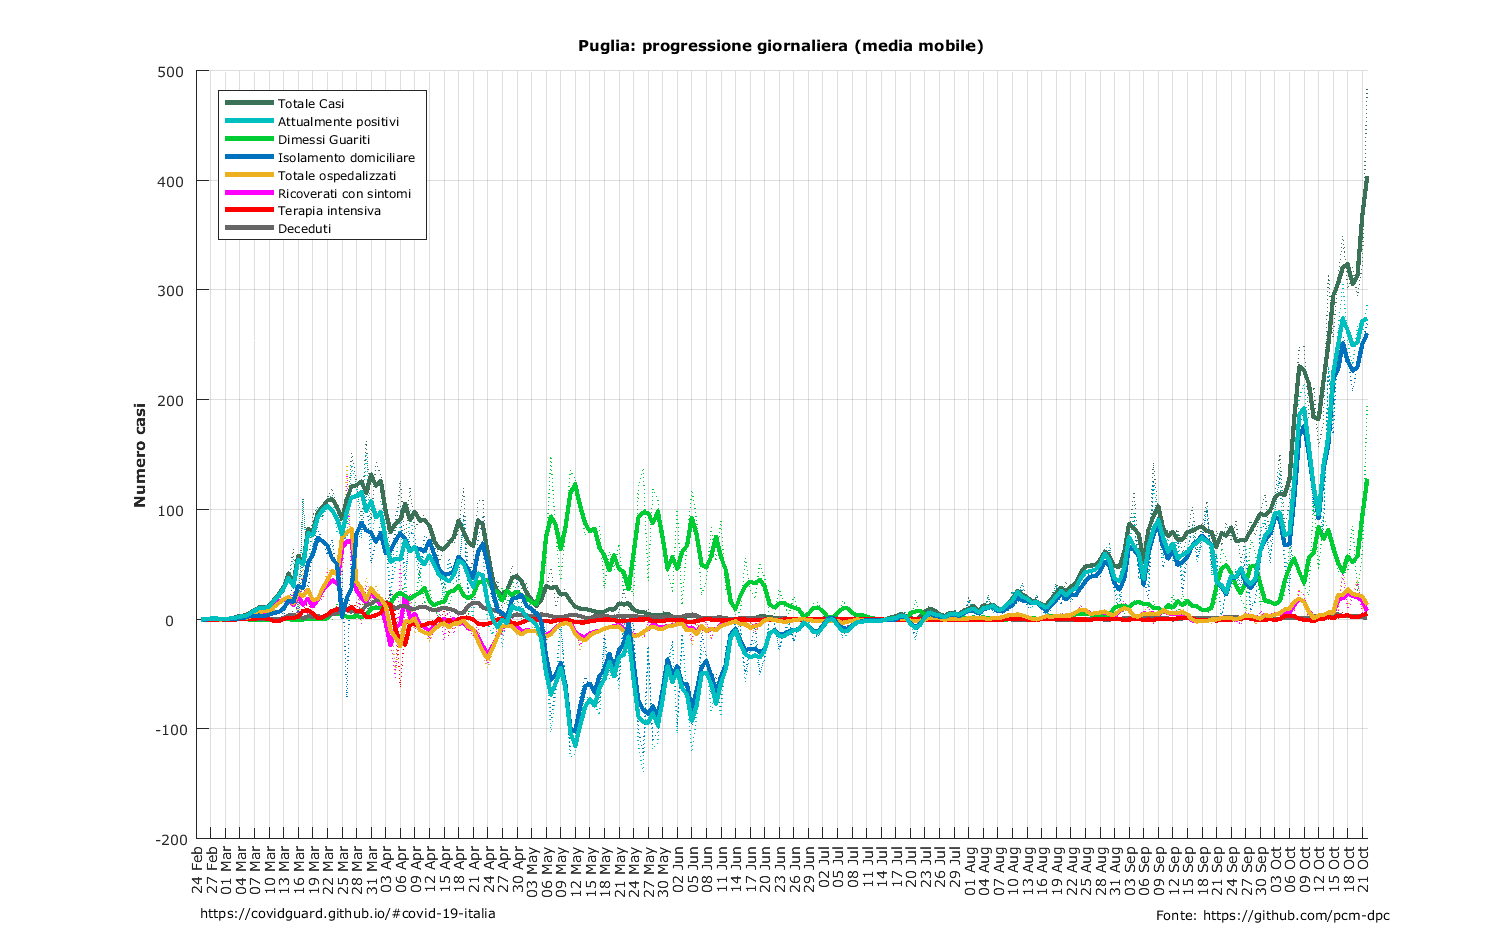 Puglia: progressione giornaliera (media mobile)
500
400
300
200
100
0
-100
-200
Numero casi
Totale Casi
Attualmente positivi
Dimessi Guariti
Isolamento domiciliare
Totale ospedalizzati
Ricoverati con sintomi
Terapia intensiva
Deceduti
24 Feb
27 Feb
01 Mar
04 Mar
07 Mar
10 Mar
13 Mar
16 Mar
19 Mar
22 Mar
25 Mar
28 Mar
31 Mar
03 Apr
06 Apr
09 Apr
12 Apr
15 Apr
18 Apr
21 Apr
24 Apr
27 Apr
30 Apr
03 May
06 May
09 May
12 May
15 May
18 May
21 May
24 May
27 May
30 May
02 Jun
05 Jun
08 Jun
11 Jun
14 Jun
17 Jun
20 Jun
23 Jun
26 Jun
29 Jun
02 Jul
05 Jul
08 Jul
11 Jul
14 Jul
17 Jul
20 Jul
23 Jul
26 Jul
29 Jul
01 Aug
04 Aug
07 Aug
10 Aug
13 Aug
16 Aug
19 Aug
22 Aug
25 Aug
28 Aug
31 Aug
03 Sep
06 Sep
09 Sep
12 Sep
15 Sep
18 Sep
21 Sep
24 Sep
27 Sep
30 Sep
03 Oct
06 Oct
09 Oct
12 Oct
15 Oct
18 Oct
21 Oct
https://covidguard.github.io/#covid-19-italia
Fonte: https://github.com/pcm-dpc